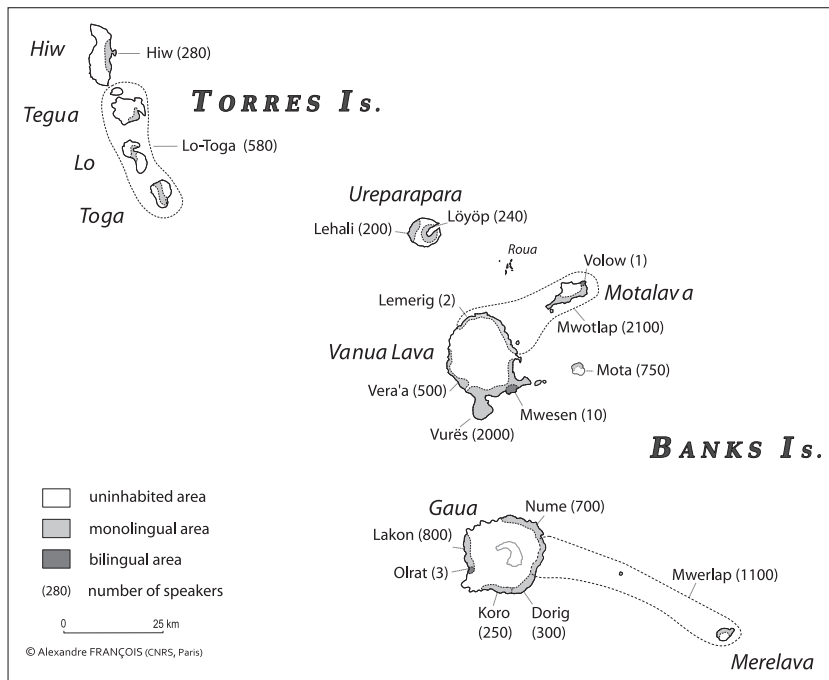 Hiw
Hiw (280)
TORRES IS.
Tegua
Lo-Toga (580)
Lo
Toga
Ureparapara
Löyöp (240)
Lehali (200)
Roua
Volow (1)
Motalava
Lemerig (2)
Mwotlap (2100)
Vanua Lava
Mota (750)
Vera'a (500)
Mwesen (10)
Vurës (2000)
BANKS IS.
uninhabited area
monolingual area
bilingual area
(280) number of speakers
0 25 km
© Alexandre FRANÇOIS (CNRS, Paris)
Gaua
Nume (700)
Lakon (800)
Olrat (3)
Mwerlap (1100)
Koro
(250)
Dorig
(300)
Merelava